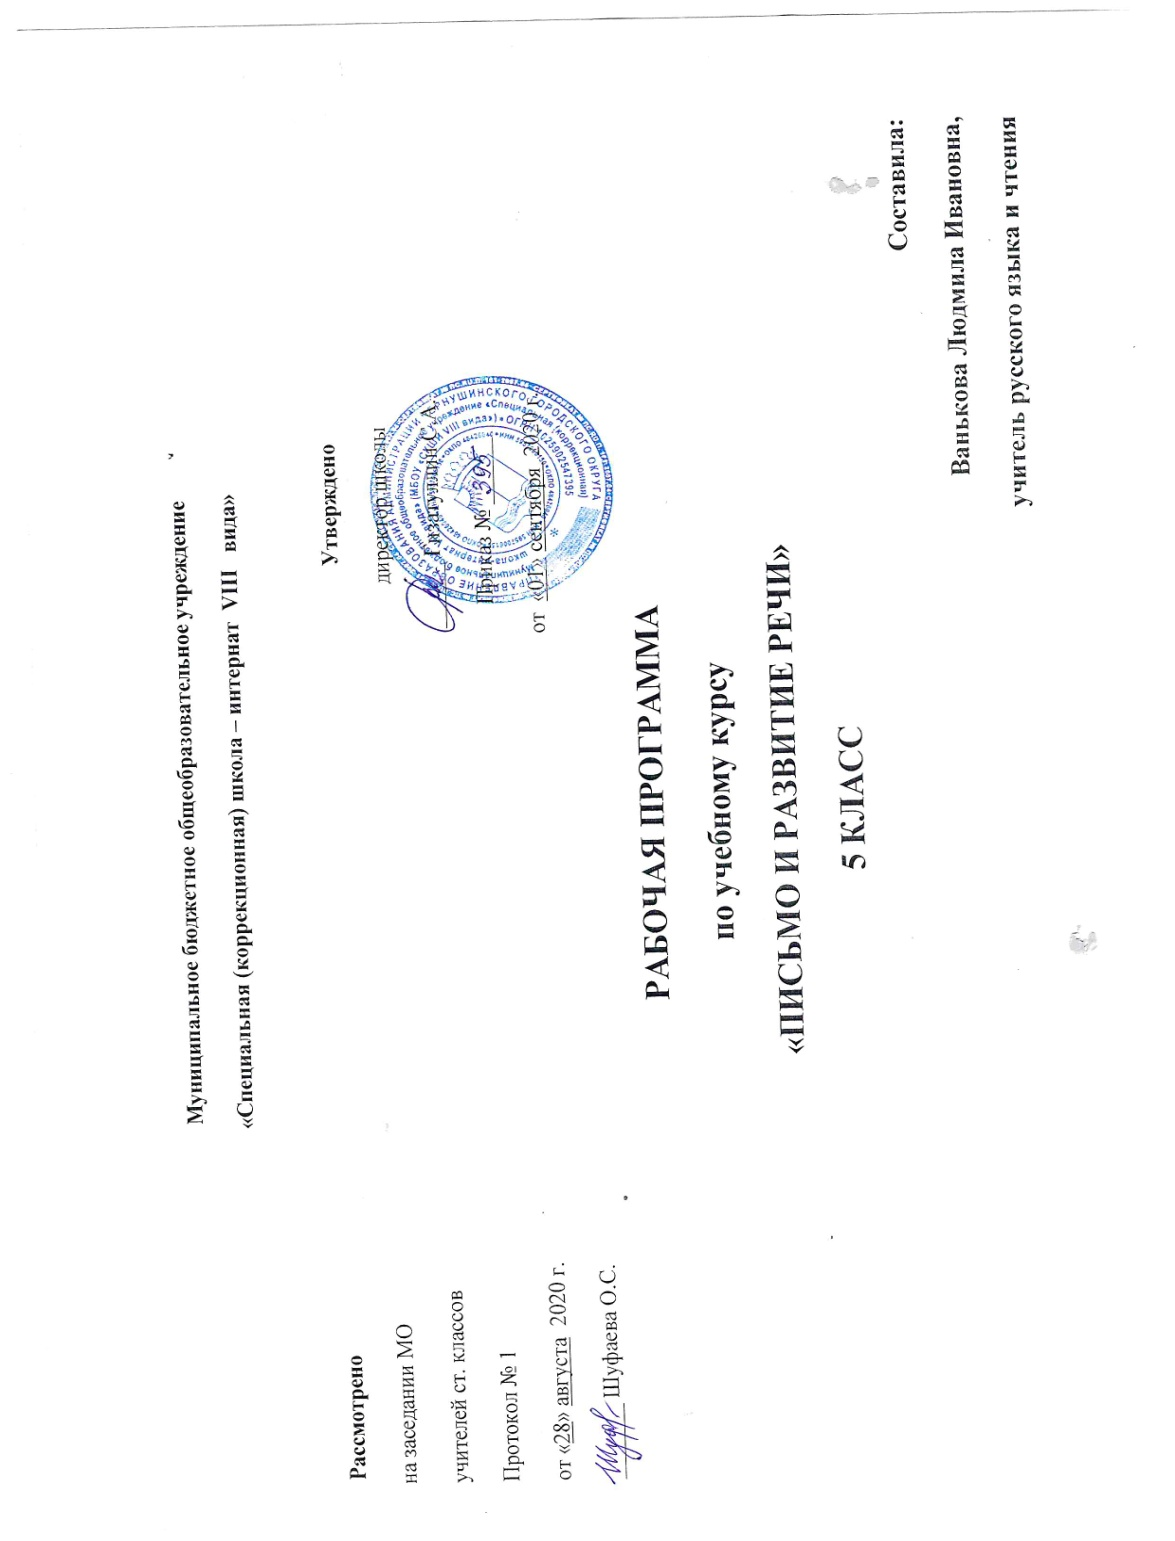 Муниципальное бюджетное общеобразовательное учреждение
«Специальная (коррекционная) школа – интернат VIII вида»
Рассмотрено
на заседании МО
учителей ст. классов
Протокол № 1
от «28» августа 2020 г.
Шуфаева О.С.
Утверждено
директор школы
Гиззатуллин С.А.
Приказ № 395
от «01» сентября 2020 г.
РАБОЧАЯ ПРОГРАММА
по учебному курсу
«ПИСЬМО И РАЗВИТИЕ РЕЧИ»
5 КЛАСС
Составила:
Ванькова Людмила Ивановна,
учитель русского языка и чтения